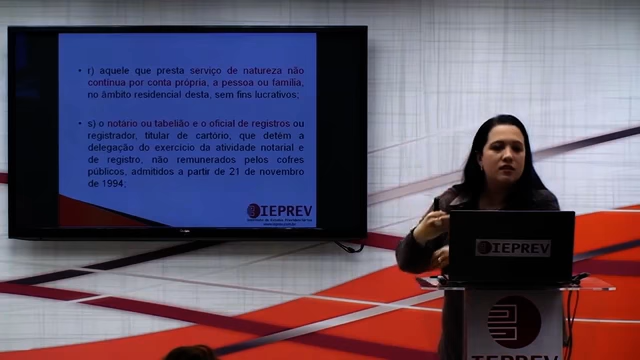 • r) aquele que presta serviço de natureza não
contínua por conta própria, a pessoa ou família,
no âmbito residencial desta, sem fins lucrativos;
• s) o notário ou tabelião e o oficial de registros ou
registrador, titular de cartório, que detêm a
delegação do exercício da atividade notarial e
de registro, não remunerados pelos cofres
públicos, admitidos a partir de 21 de novembro
de 1994;
IEPREV
IEPREV
IEPREV